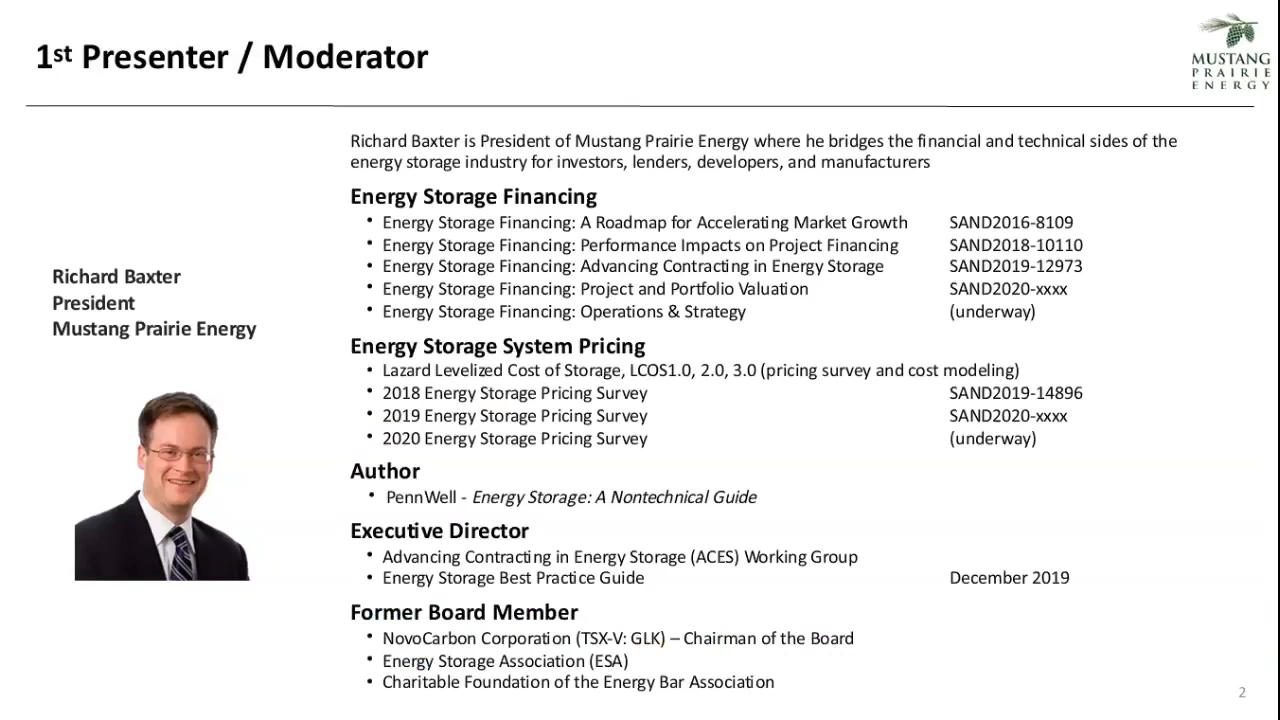 1st Presenter / Moderator
MUSTANG
PRAIRIE
ENERGY
Richard Baxter is President of Mustang Prairie Energy where he bridges the financial and technical sides of the
energy storage industry for investors, lenders, developers, and manufacturers
Richard Baxter
President
Mustang Prairie Energy
Energy Storage Financing
• Energy Storage Financing: A Roadmap for Accelerating Market Growth SAND2016-8109
• Energy Storage Financing: Performance Impacts on Project Financing SAND2018-10110
• Energy Storage Financing: Advancing Contracting in Energy Storage SAND2019-12973
• Energy Storage Financing: Project and Portfolio Valuation SAND2020-xxxx
• Energy Storage Financing: Operations & Strategy (underway)
Energy Storage System Pricing
• Lazard Levelized Cost of Storage, LCOS1.0, 2.0, 3.0 (pricing survey and cost modeling)
• 2018 Energy Storage Pricing Survey SAND2019-14896
• 2019 Energy Storage Pricing Survey SAND2020-xxxx
• 2020 Energy Storage Pricing Survey (underway)
Author
• PennWell - Energy Storage: A Nontechnical Guide
Executive Director
• Advancing Contracting in Energy Storage (ACES) Working Group
• Energy Storage Best Practice Guide December 2019
Former Board Member
• NovoCarbon Corporation (TSX-V: GLK) – Chairman of the Board
• Energy Storage Association (ESA)
• Charitable Foundation of the Energy Bar Association
2